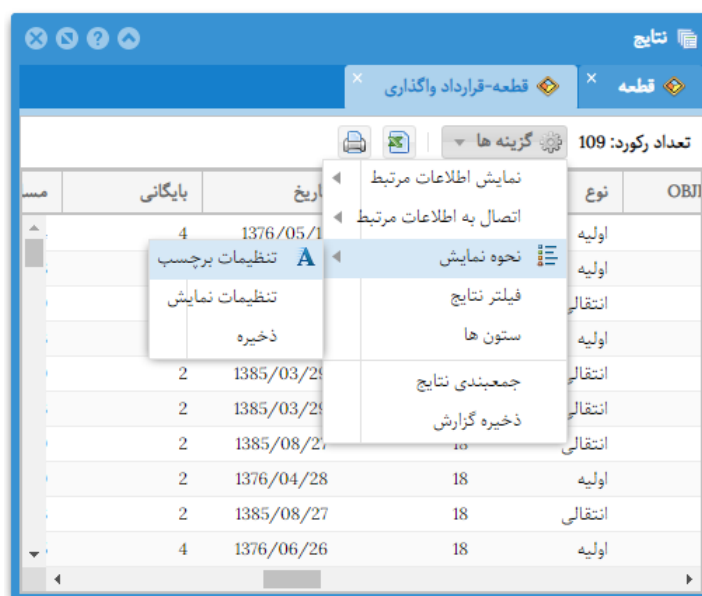 نتایج
قطعه
قطعه-قرارداد واگذاری
تعداد رکورد: 109
گزینه ها
OBJI نوع بایگانی
نمایش اطلاعات مرتبط
اتصال به اطلاعات مرتبط
نحوه نمایش
فیلتر نتایج
ستون ها
جمعبندی نتایج
ذخیره گزارش
تنظیمات برچسب
تنظیمات نمایش
ذخیره
اولیه 1376/05/1 4
اولیه
انتقالی
اولیه
انتقالی 1385/03/29 2
انتقالی 1385/03/29 2
انتقالی 18 1385/08/27 2
اولیه 18 1376/04/28 2
انتقالی 18 1385/08/27 2
اولیه 18 1376/06/26 4